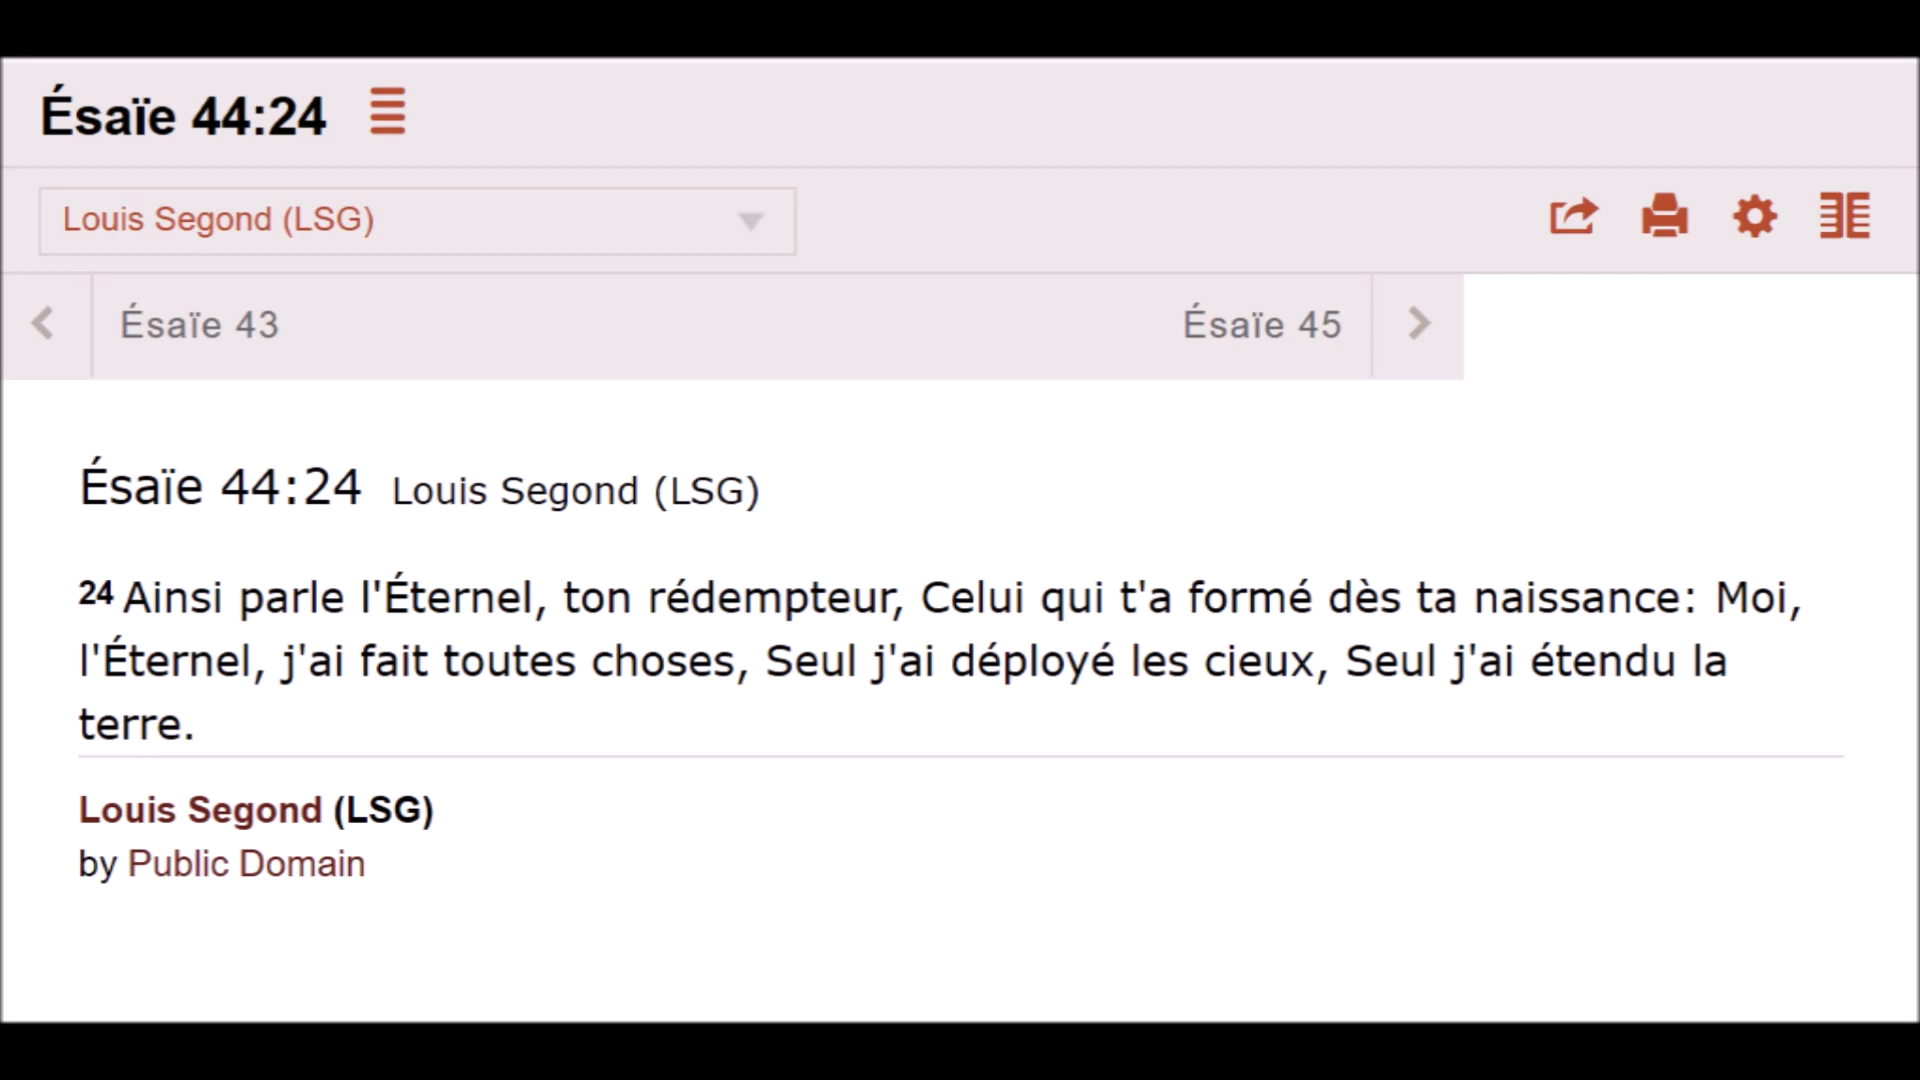 Ésaïe 44:24
Louis Segond (LSG)
Ésaïe 43
Ésaïe 45
Ésaïe 44:24 Louis Segond (LSG)
24 Ainsi parle l'Éternel, ton rédempteur, Celui qui t'a formé dès ta naissance: Moi,
l'Éternel, j'ai fait toutes choses, Seul j'ai déployé les cieux, Seul j'ai étendu la
terre.
Louis Segond (LSG)
by Public Domain